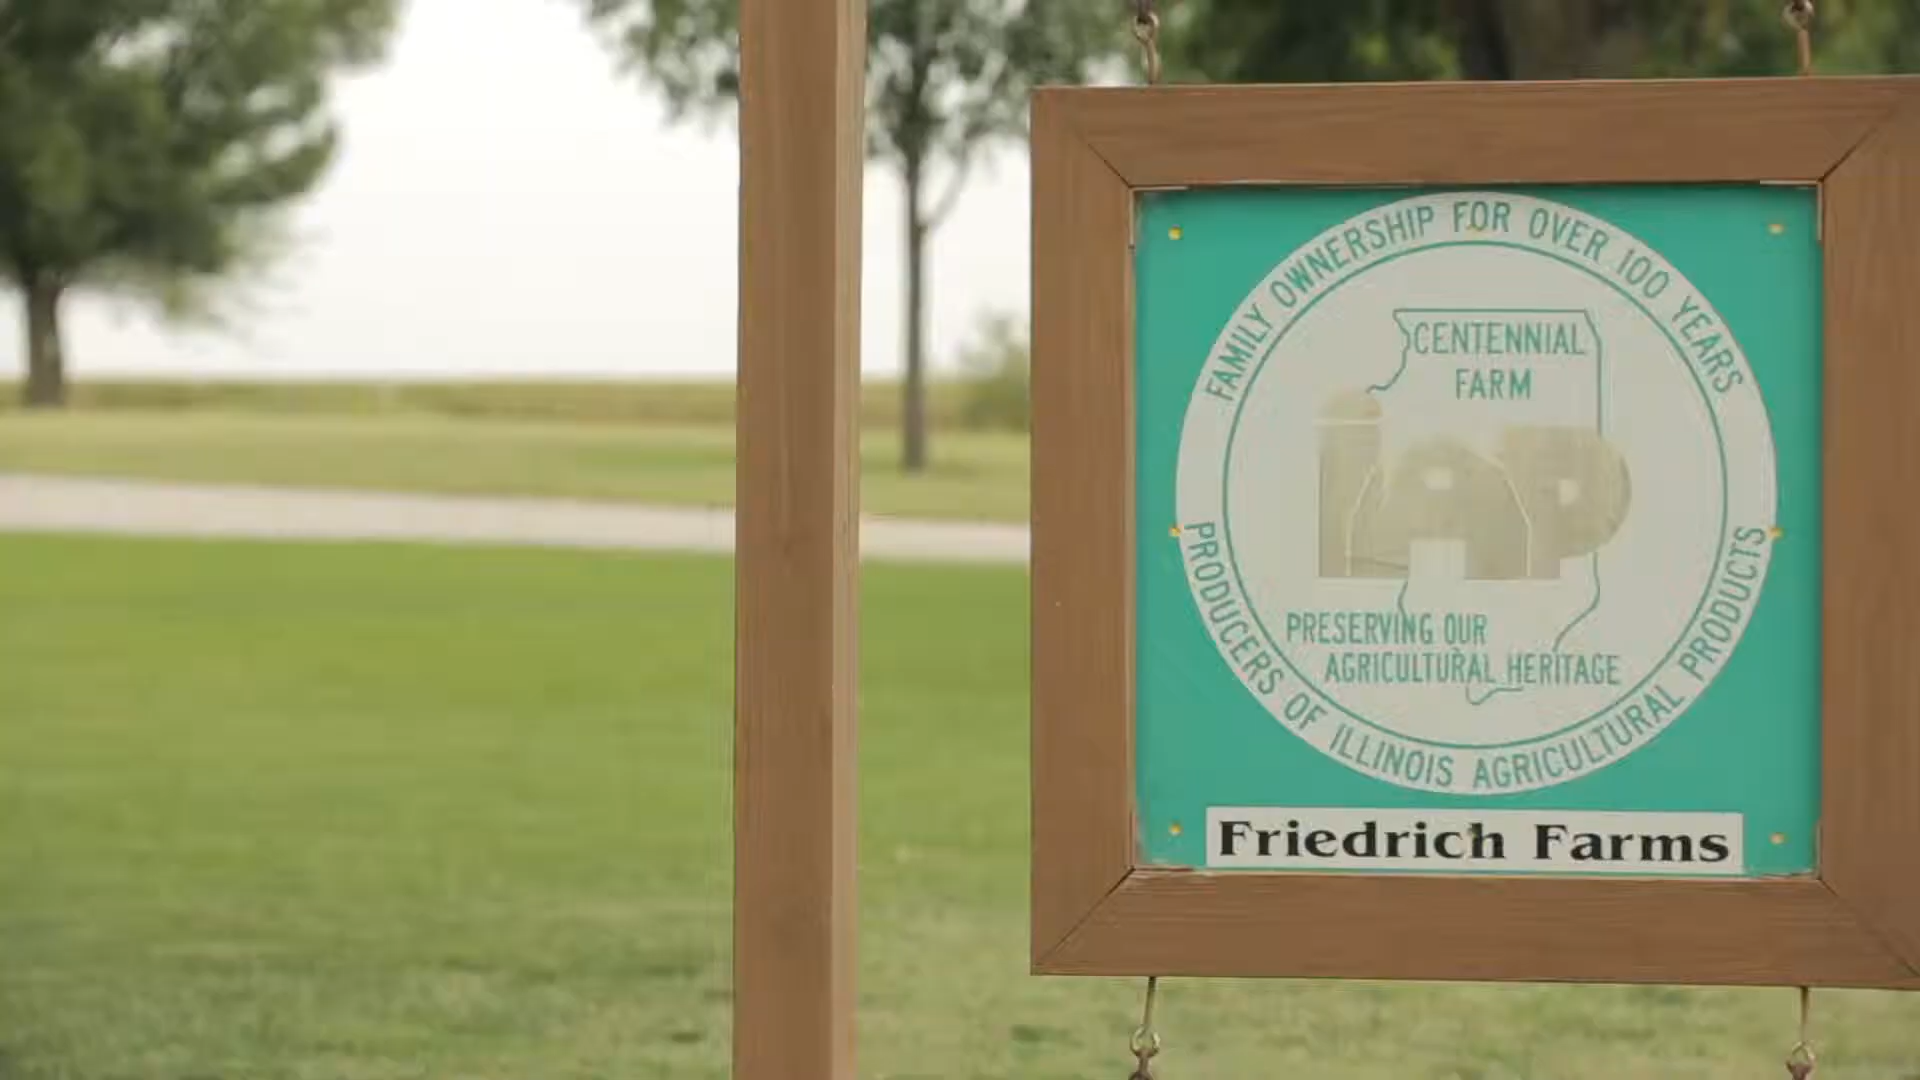 FAMILY OWNERSHIP FOR OVER 100 YEARS
CENTENNIAL
FARM
PRESERVING OUR
AGRICULTURAL HERITAGE
PRODUCERS OF ILLINOIS AGRICULTURAL PRODUCTS
Friedrich Farms